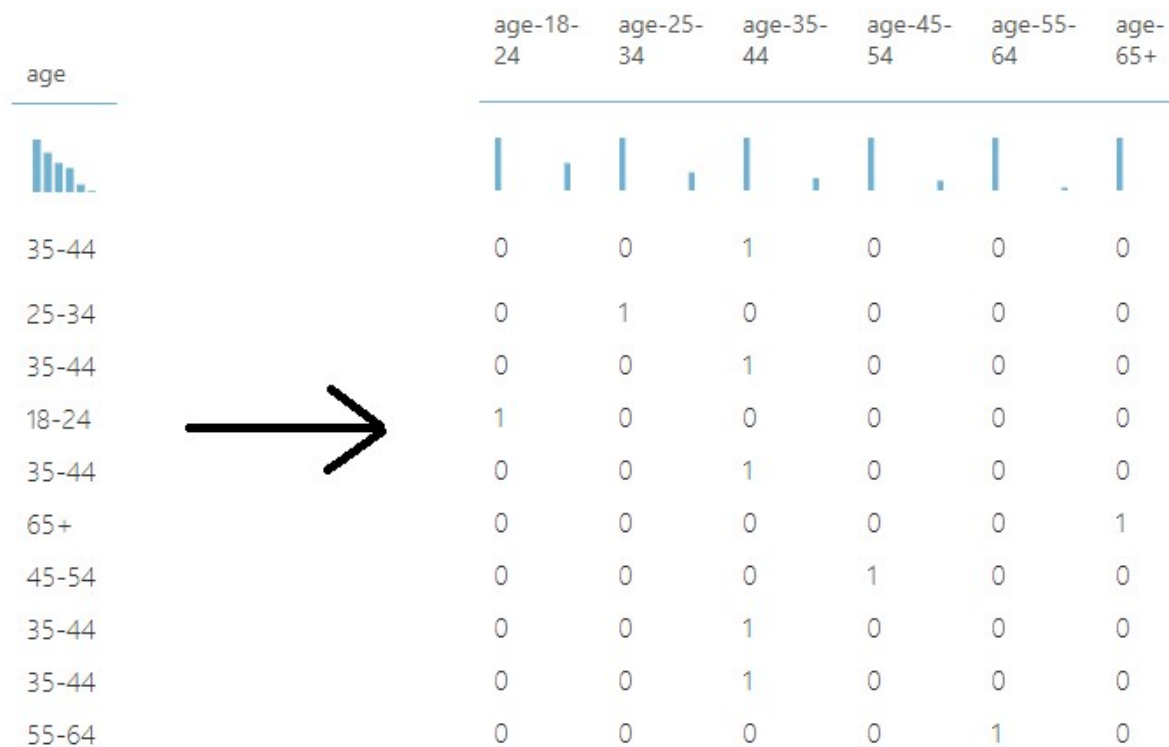 age-18- age-25- age-35- age-45- age-55- age-
24 34 44 54 64 65+
age
35-44 0 0 1 0 0 0
25-34 0 1 0 0 0 0
35-44 0 0 1 0 0 0
18-24 1 0 0 0 0 0
35-44 0 0 1 0 0 0
65+ 0 0 0 0 0 1
45-54 0 0 0 1 0 0
35-44 0 0 1 0 0 0
35-44 0 0 1 0 0 0
55-64 0 0 0 0 1 0